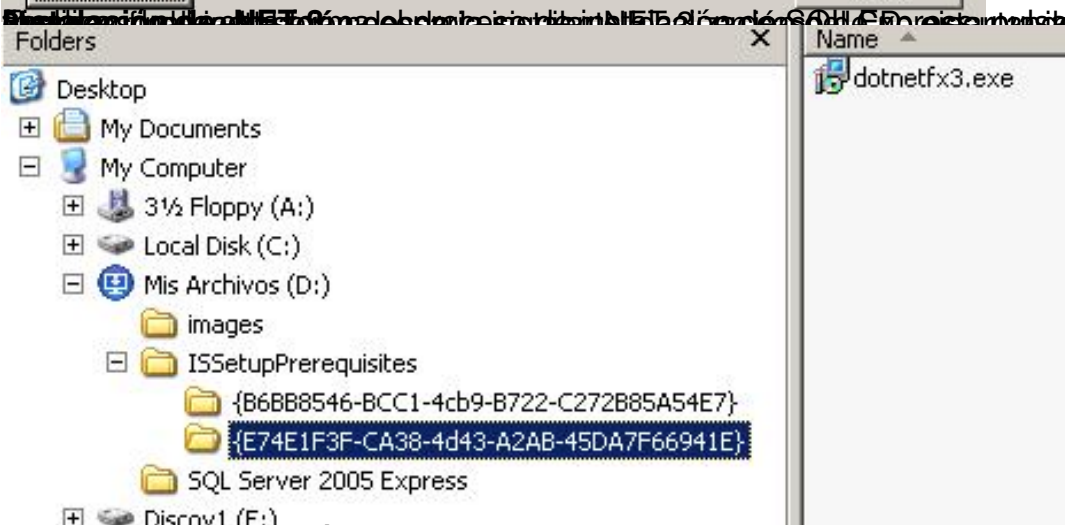 Folders
Name
Desktop
dotnetfx3.exe
My Documents
My Computer
3½ Floppy (A:)
Local Disk (C:)
Mis Archivos (D:)
images
ISSetupPrerequisites
{B6BB8546-BCC1-4cb9-B722-C272B85A54E7}
{E74E1F3F-CA38-4d43-A2AB-45DA7F66941E}
SQL Server 2005 Express
Discov1 (F:)